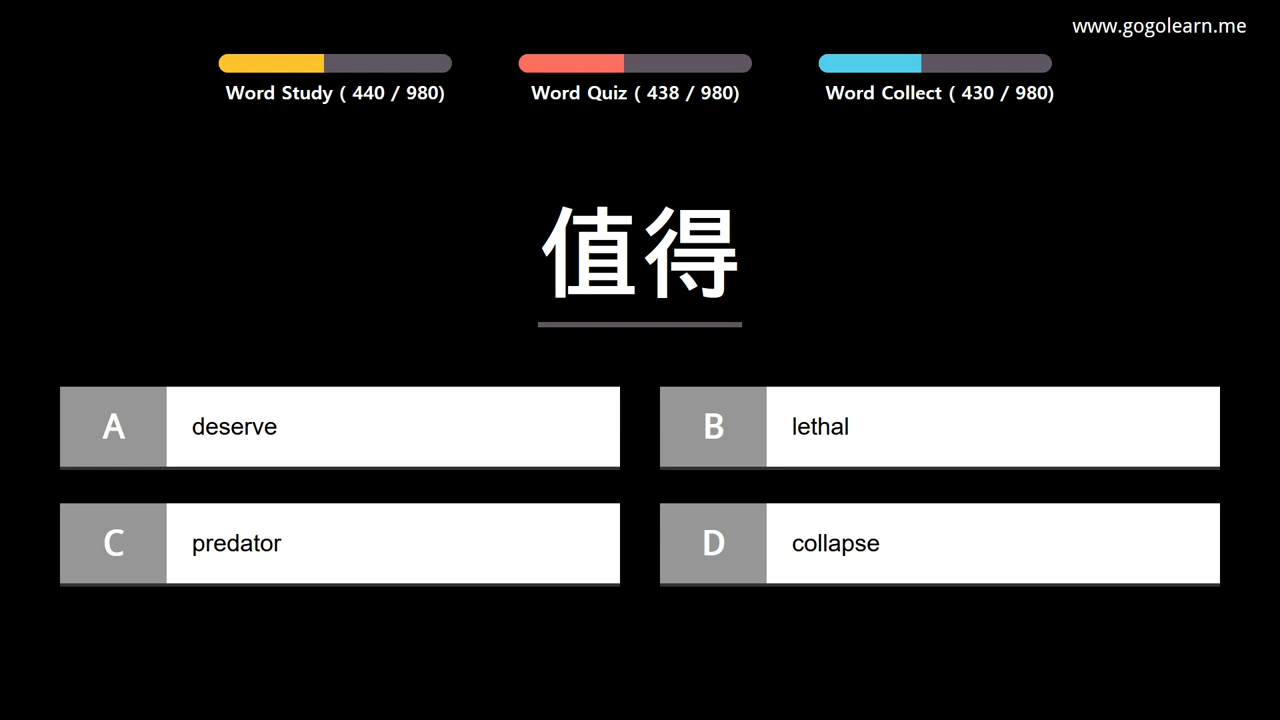 www.gogolearn.me
Word Study ( 440 / 980)
Word Quiz ( 438 / 980)
Word Collect ( 430 / 980)
值得
A deserve
B lethal
C predator
D collapse